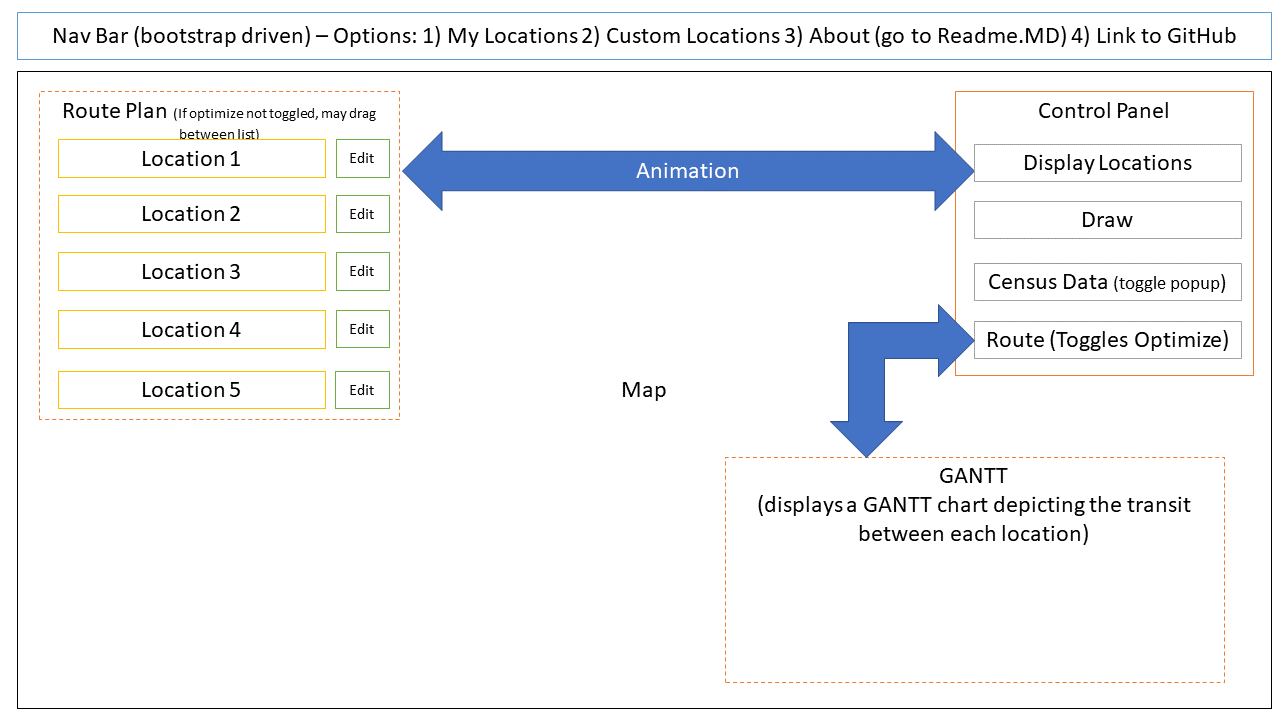 Nav Bar (bootstrap driven) – Options: 1) My Locations 2) Custom Locations 3) About (go to Readme.MD) 4) Link to GitHub
Route Plan (If optimize not toggled, may drag
between list)
Location 1
Edit
Location 2
Edit
Location 3
Edit
Location 4
Edit
Location 5
Edit
Animation
Control Panel
Display Locations
Draw
Census Data (toggle popup)
Route (Toggles Optimize)
Map
GANTT
(displays a GANTT chart depicting the transit
between each location)